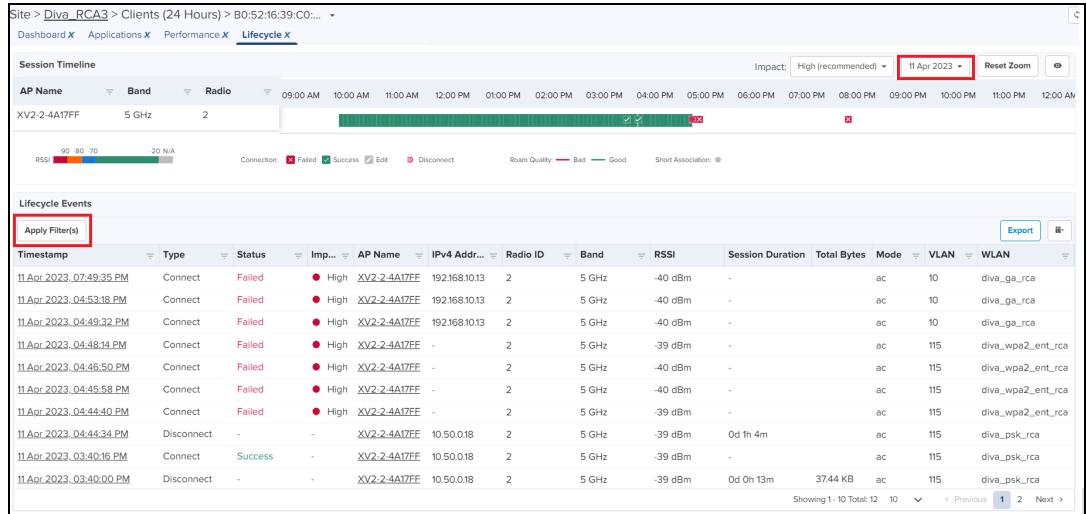 Site > Diva_RCA3 > Clients (24 Hours) > B0:52:16:39:C0:...
Dashboard x Applications x Performance x Lifecycle x
Session Timeline Impact: High (recommended) 11 Apr 2023 Reset Zoom
AP Name Band Radio 09:00 AM 10:00 AM 11:00 AM 12:00 PM 01:00 PM 02:00 PM 03:00 PM 04:00 PM 05:00 PM 06:00 PM 07:00 PM 08:00 PM 09:00 PM 10:00 PM 11:00 PM 12:00 AM
XV2-2-4A17FF 5 GHz 2
RSSI -90 -80 -70 -20 N/A Connection: Failed Success Edit Disconnect Roam Quality: Bad Good Short Association:
Lifecycle Events
Apply Filter(s) Export
Timestamp Type Status Imp... AP Name IPv4 Addr... Radio ID Band RSSI Session Duration Total Bytes Mode VLAN WLAN
11 Apr 2023, 07:49:35 PM Connect Failed High XV2-2-4A17FF 192.168.10.13 2 5 GHz -40 dBm - ac 10 diva_ga_rca
11 Apr 2023, 04:53:18 PM Connect Failed High XV2-2-4A17FF 192.168.10.13 2 5 GHz -40 dBm - ac 10 diva_ga_rca
11 Apr 2023, 04:49:32 PM Connect Failed High XV2-2-4A17FF 192.168.10.13 2 5 GHz -40 dBm - ac 10 diva_ga_rca
11 Apr 2023, 04:48:14 PM Connect Failed High XV2-2-4A17FF - 2 5 GHz -39 dBm - ac 115 diva_wpa2_ent_rca
11 Apr 2023, 04:46:50 PM Connect Failed High XV2-2-4A17FF - 2 5 GHz -40 dBm - ac 115 diva_wpa2_ent_rca
11 Apr 2023, 04:45:58 PM Connect Failed High XV2-2-4A17FF - 2 5 GHz -40 dBm - ac 115 diva_wpa2_ent_rca
11 Apr 2023, 04:44:40 PM Connect Failed High XV2-2-4A17FF - 2 5 GHz -39 dBm - ac 115 diva_wpa2_ent_rca
11 Apr 2023, 04:44:34 PM Disconnect - - XV2-2-4A17FF 10.50.0.18 2 5 GHz -39 dBm 0d 1h 4m ac 115 diva_psk_rca
11 Apr 2023, 03:40:16 PM Connect Success - XV2-2-4A17FF 10.50.0.18 2 5 GHz -40 dBm - ac 115 diva_psk_rca
11 Apr 2023, 03:40:00 PM Disconnect - - XV2-2-4A17FF 10.50.0.18 2 5 GHz -39 dBm 0d 0h 13m 37.44 KB ac 115 diva_psk_rca
Showing 1 - 10 Total: 12 10 < Previous 1 2 Next >